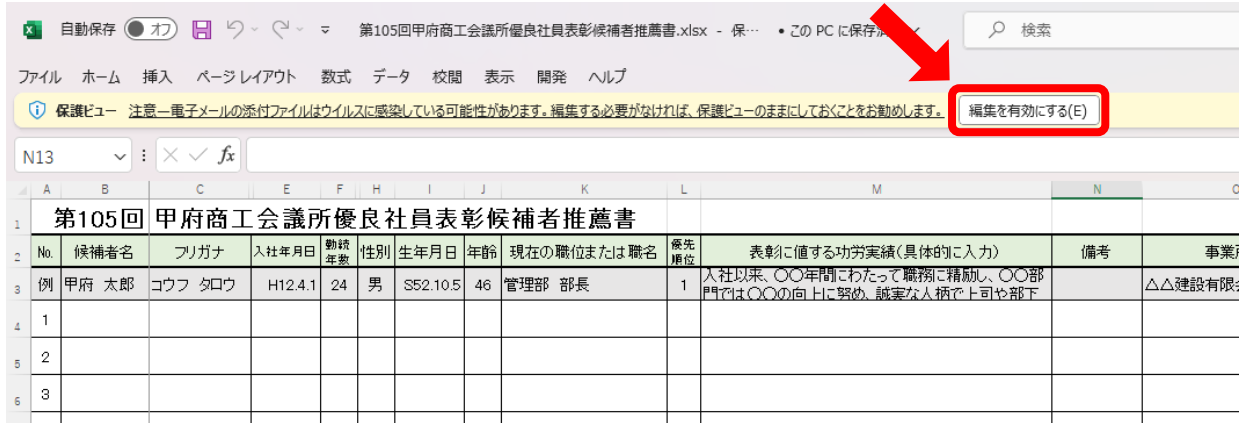 自動保存 オフ 第105回甲府商工会議所優良社員表彰候補者推薦書.xlsx - 保… • この PC に保存済 検索
ファイル ホーム 挿入 ページ レイアウト 数式 データ 校閲 表示 開発 ヘルプ
保護ビュー 注意—電子メールの添付ファイルはウイルスに感染している可能性があります。編集する必要がなければ、保護ビューのままにしておくことをお勧めします。 編集を有効にする(E)
N13 fx
A B C E F H I J K L M N O
1 第105回 甲府商工会議所優良社員表彰候補者推薦書
2 No. 候補者名 フリガナ 入社年月日 勤続年数 性別 生年月日 年齢 現在の職位または職名 優先順位 表彰に値する功労実績(具体的に入力) 備考 事業
3 例 甲府 太郎 コウフ タロウ H12.4.1 24 男 S52.10.5 46 管理部 部長 1 入社以来、〇〇年間にわたって職務に精励し、〇〇部
門では〇〇の向上に努め、誠実な人柄で上司や部下 △△建設有限
4 1
5 2
6 3